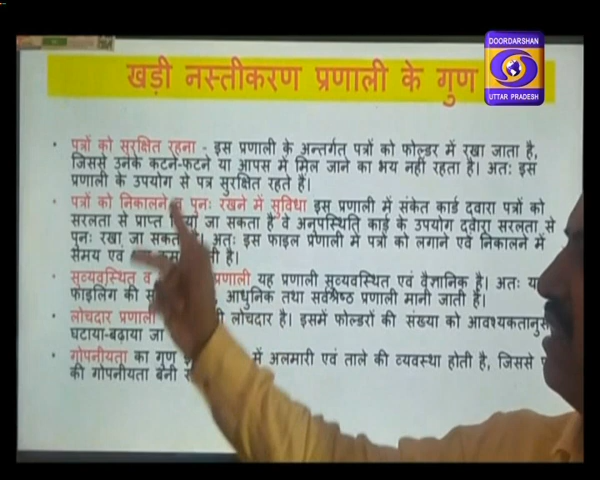 DOORDARSHAN
UTTAR PRADESH
खड़ी नस्तीकरण प्रणाली के गुण
• पत्रों को सुरक्षित रहना - इस प्रणाली के अन्तर्गत पत्रों को फोल्डर में रखा जाता है,
जिससे उनके कटने-फटने या आपस में मिल जाने का भय नहीं रहता है। अतः इस
प्रणाली के उपयोग से पत्र सुरक्षित रहते हैं।
• पत्रों को निकालने व पुनः रखने में सुविधा इस प्रणाली में संकेत कार्ड दवारा पत्रों को
सरलता से प्राप्त जा सकता है वे अनुपस्थिति कार्ड के उपयोग दवारा सरलता से
पुनः रखा जा अतः इस फाइल प्रणाली में पत्रों को लगाने एवं निकालने में
समय एवं है।
• सुव्यवस्थित व प्रणाली यह प्रणाली सुव्यवस्थित एवं वैज्ञानिक है। अतः
फाइलिंग की आधुनिक तथा सर्वश्रेष्ठ प्रणाली मानी जाती है।
• लोचदार प्रणाली लोचदार है। इसमें फोल्डरों की संख्या को
घटाया-बढ़ाया जा
• गोपनीयता का गुण में अलमारी एवं ताले की व्यवस्था होती है, जिससे
की गोपनीयता बनी